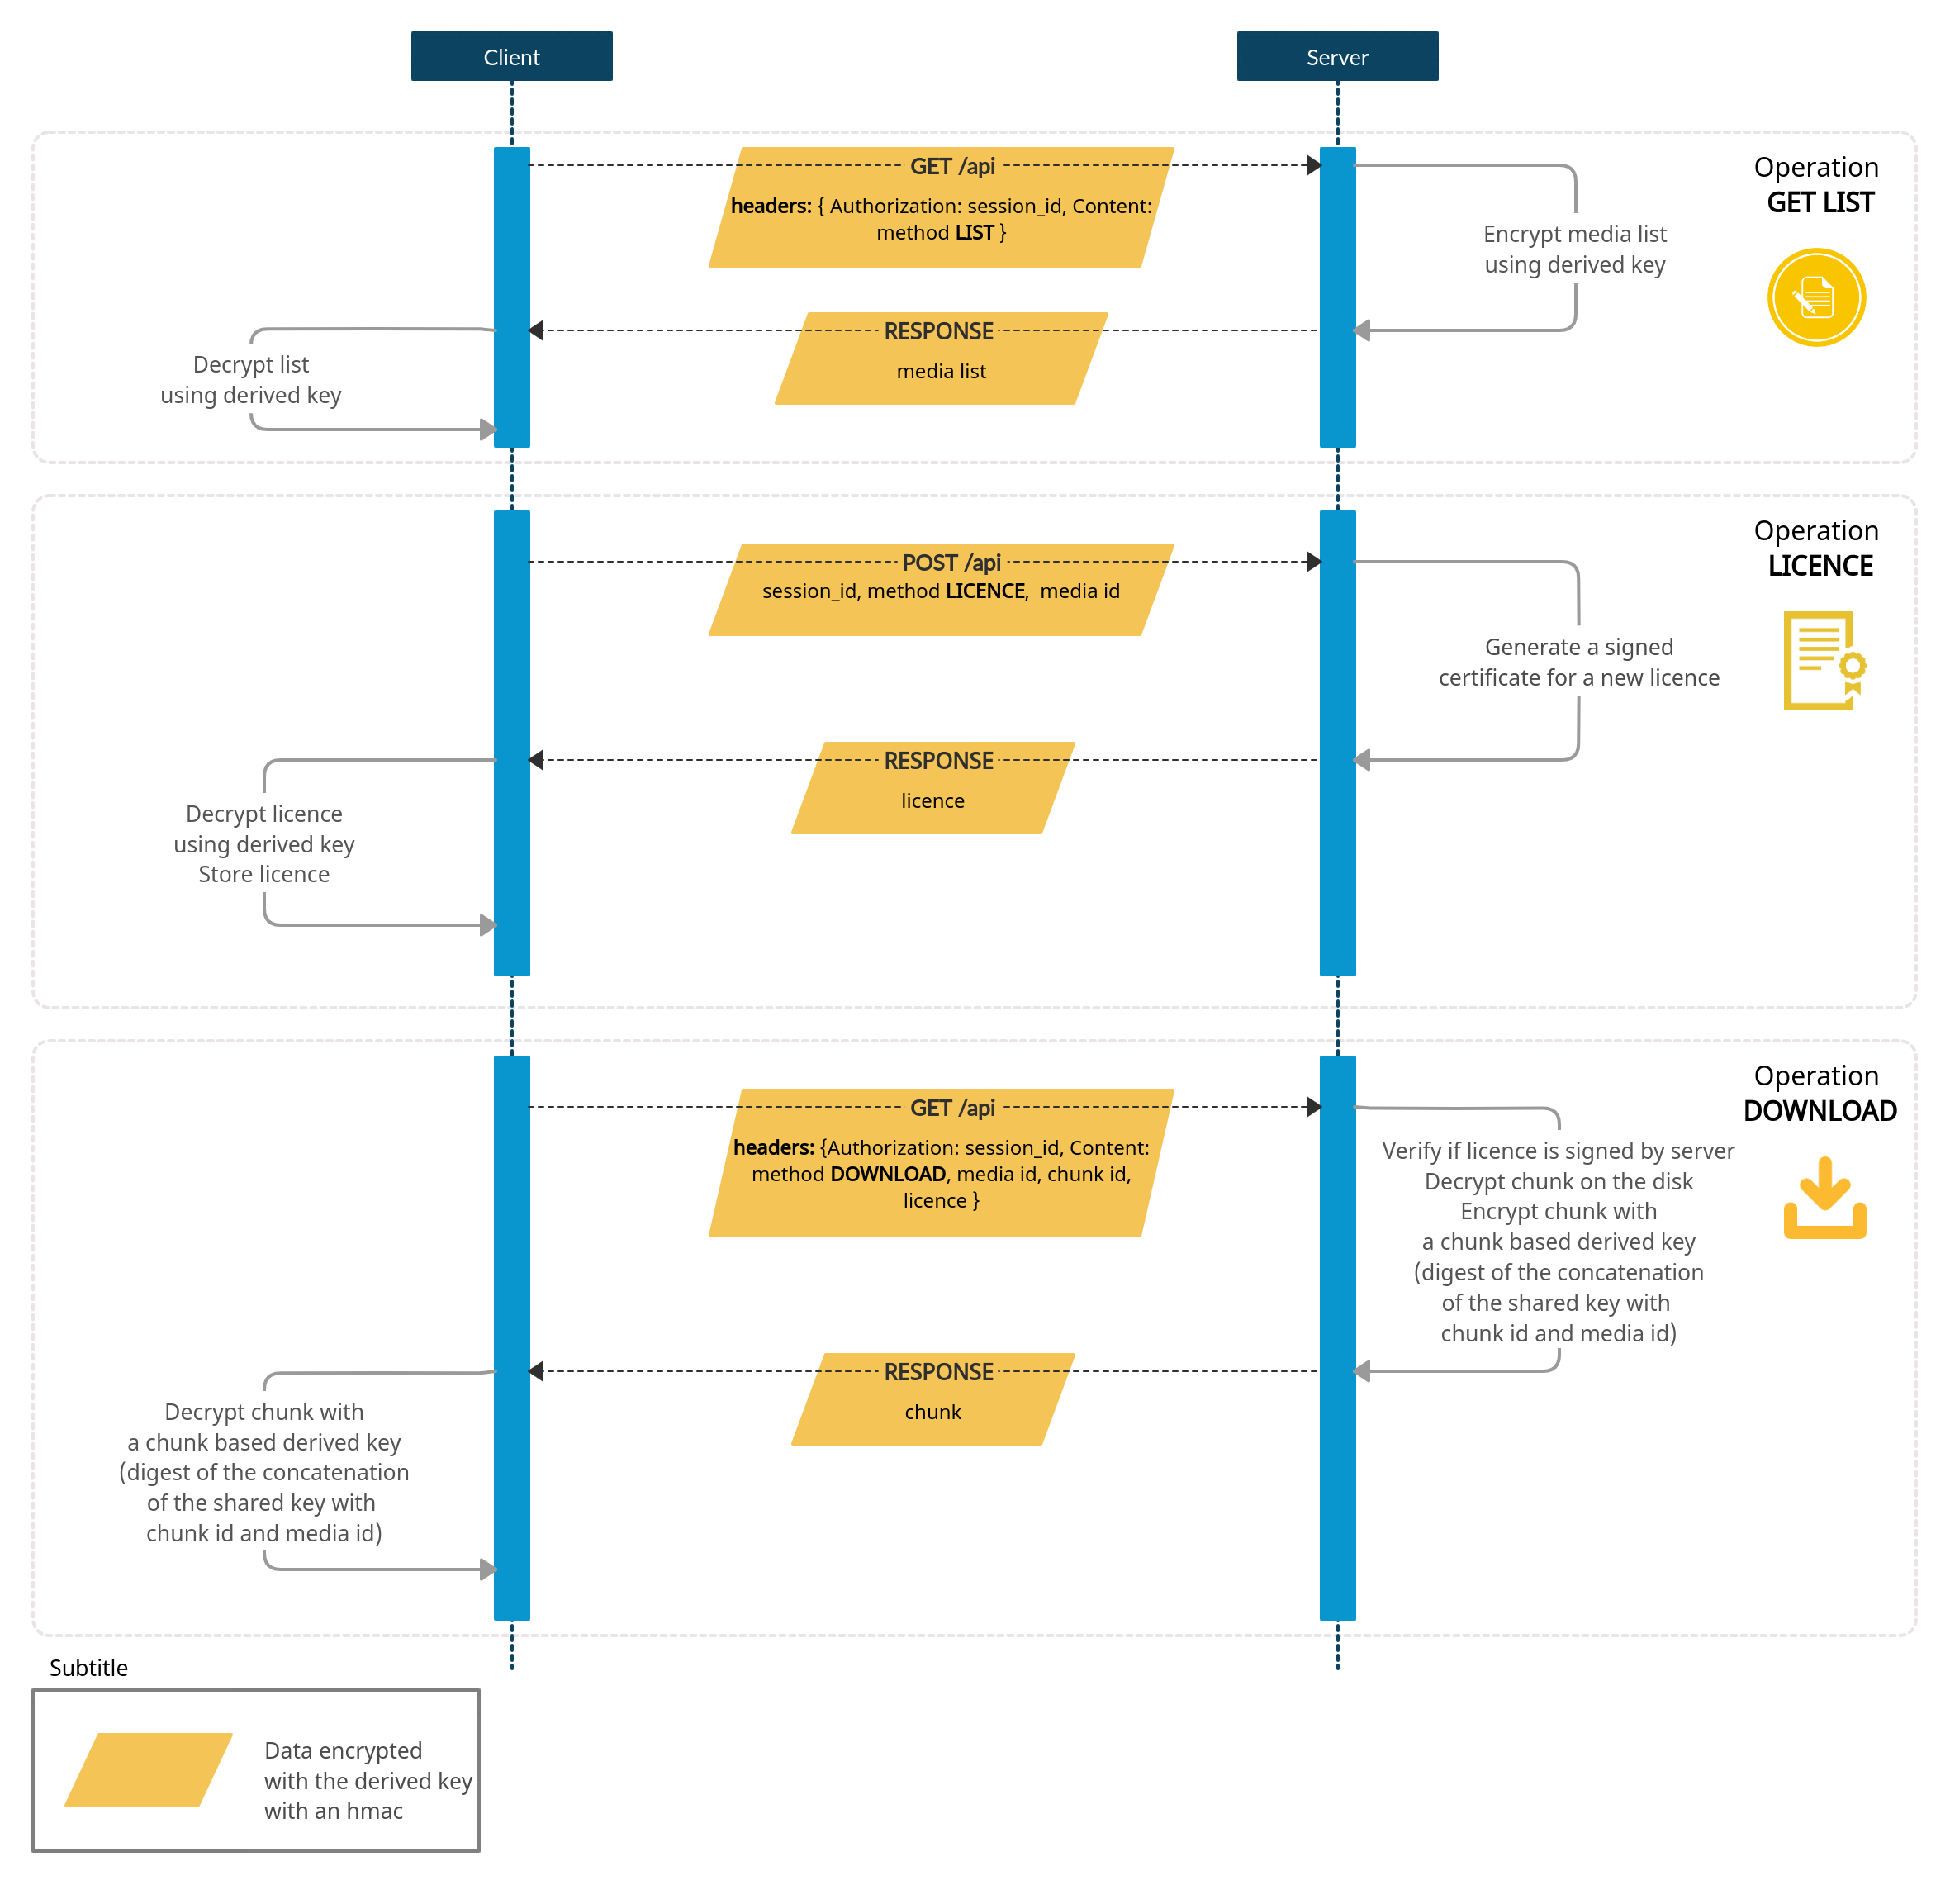 Client
Server
GET /api
headers: { Authorization: session_id, Content:
method LIST }
Encrypt media list
using derived key
Operation
GET LIST
RESPONSE
media list
Decrypt list
using derived key
Operation
LICENCE
POST /api
session_id, method LICENCE,  media id
Generate a signed
certificate for a new licence
RESPONSE
licence
Decrypt licence
using derived key
Store licence
Operation
DOWNLOAD
GET /api
headers: {Authorization: session_id, Content:
method DOWNLOAD, media id, chunk id,
licence }
Verify if licence is signed by server
Decrypt chunk on the disk
Encrypt chunk with
a chunk based derived key
(digest of the concatenation
of the shared key with
chunk id and media id)
RESPONSE
chunk
Decrypt chunk with
a chunk based derived key
(digest of the concatenation
of the shared key with
chunk id and media id)
Subtitle
Data encrypted
with the derived key
with an hmac